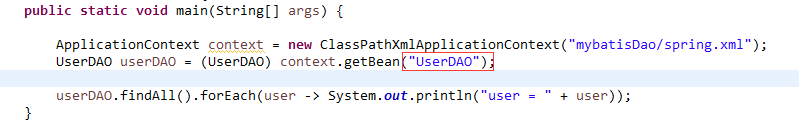 public static void main(String[] args) {
ApplicationContext context = new ClassPathXmlApplicationContext("mybatisDao/spring.xml");
UserDAO userDAO = (UserDAO) context.getBean("UserDAO");
userDAO.findAll().forEach(user -> System.out.println("user = " + user));
}